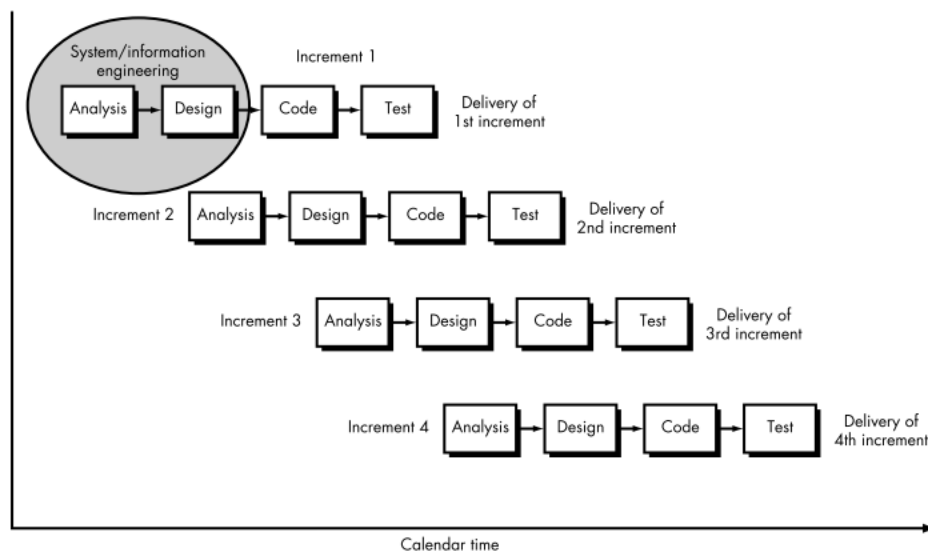 System/information
engineering
Increment 1
Analysis
Design
Code
Test
Delivery of
1st increment
Increment 2
Analysis
Design
Code
Test
Delivery of
2nd increment
Increment 3
Analysis
Design
Code
Test
Delivery of
3rd increment
Increment 4
Analysis
Design
Code
Test
Delivery of
4th increment
Calendar time